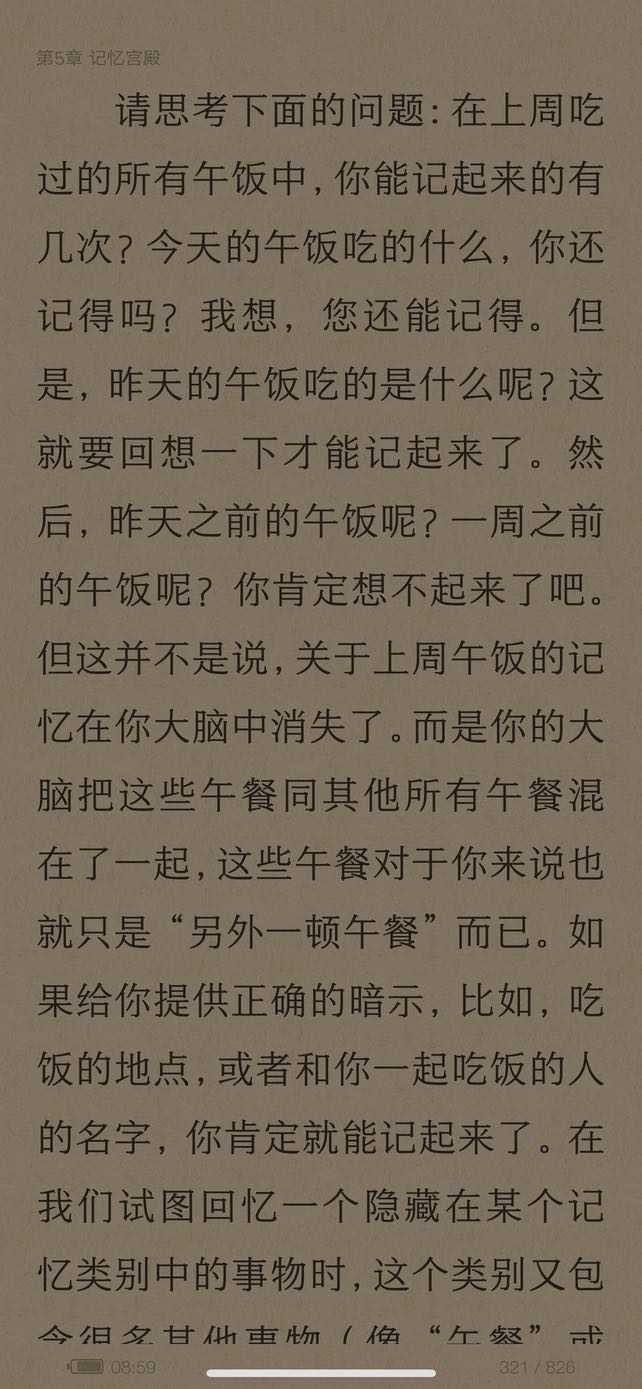 第5章 记忆宫殿
请思考下面的问题：在上周吃
过的所有午饭中，你能记起来的有
几次？今天的午饭吃的什么，你还
记得吗？我想，您还能记得。但
是，昨天的午饭吃的是什么呢？这
就要回想一下才能记起来了。然
后，昨天之前的午饭呢？一周之前
的午饭呢？你肯定想不起来了吧。
但这并不是说，关于上周午饭的记
忆在你大脑中消失了。而是你的大
脑把这些午餐同其他所有午餐混
在了一起，这些午餐对于你来说也
就只是“另外一顿午餐”而已。如
果给你提供正确的暗示，比如，吃
饭的地点，或者和你一起吃饭的人
的名字，你肯定就能记起来了。在
我们试图回忆一个隐藏在某个记
忆类别中的事物时，这个类别又包
含很多其他事物（像“午餐”或
08:59
321 / 826